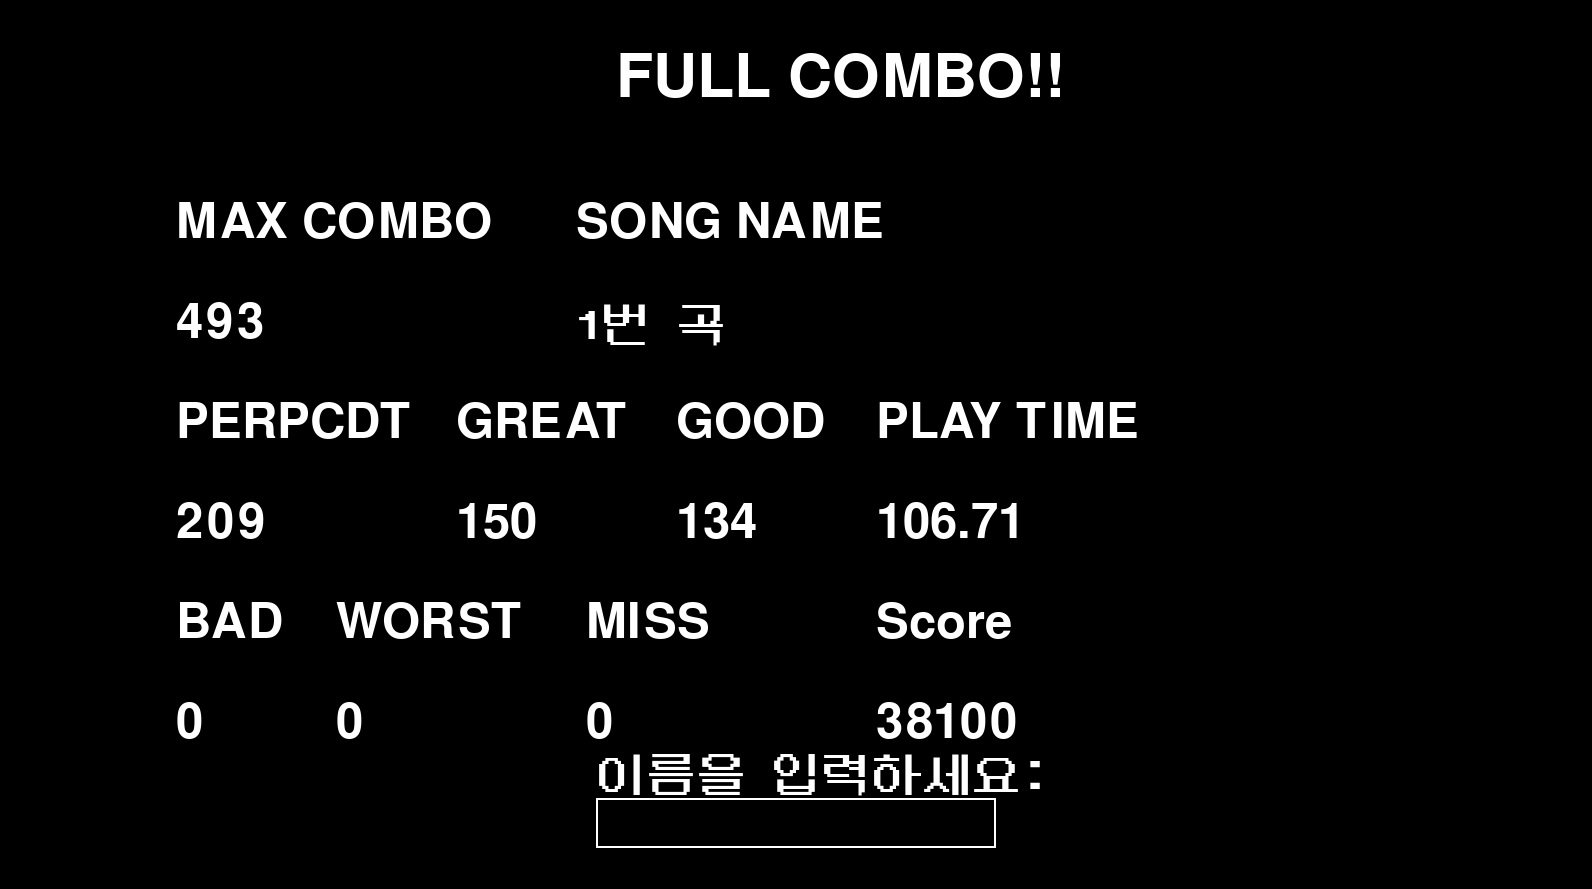 FULL COMBO!!
MAX COMBO SONG NAME
493 1번 곡
PERPCDT GREAT GOOD PLAY TIME
209 150 134 106.71
BAD WORST MISS Score
0 0 0 38100
이름을 입력하세요: